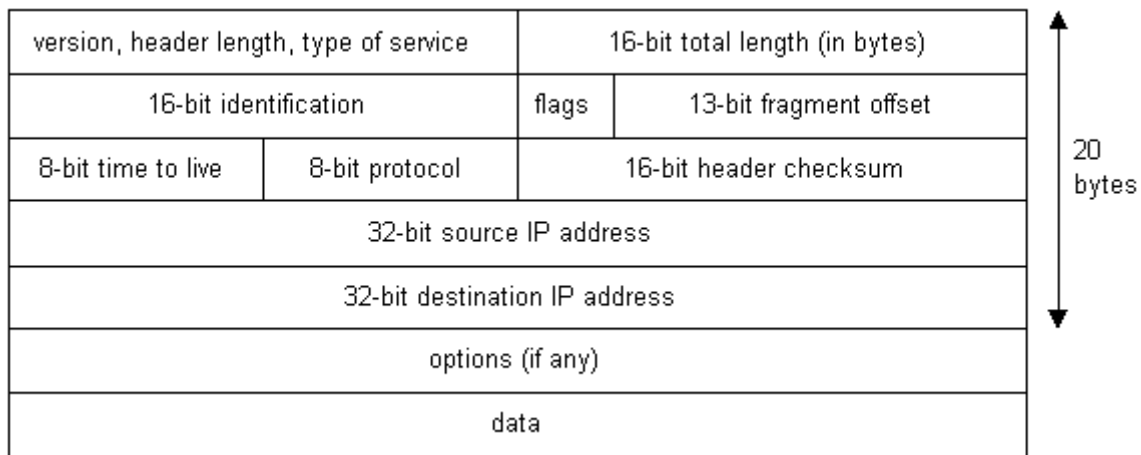 version, header length, type of service
16-bit total length (in bytes)
16-bit identification
flags
13-bit fragment offset
8-bit time to live
8-bit protocol
16-bit header checksum
32-bit source IP address
32-bit destination IP address
options (if any)
data
20
bytes